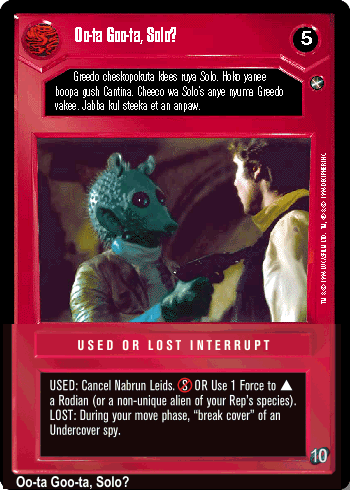 Oo-ta Goo-ta, Solo?
5
Greedo cheskopokuta klees ruya Solo. Hoko yanee
boopa gush Cantina. Cheeco wa Solo's anye nyuma Greedo
vakee. Jabba kul steeka et an anpaw.
USED OR LOST INTERRUPT
USED: Cancel Nabrun Leids. S OR Use 1 Force to ▲
a Rodian (or a non-unique alien of your Rep's species).
LOST: During your move phase, "break cover" of an
Undercover spy.
10
Oo-ta Goo-ta, Solo?